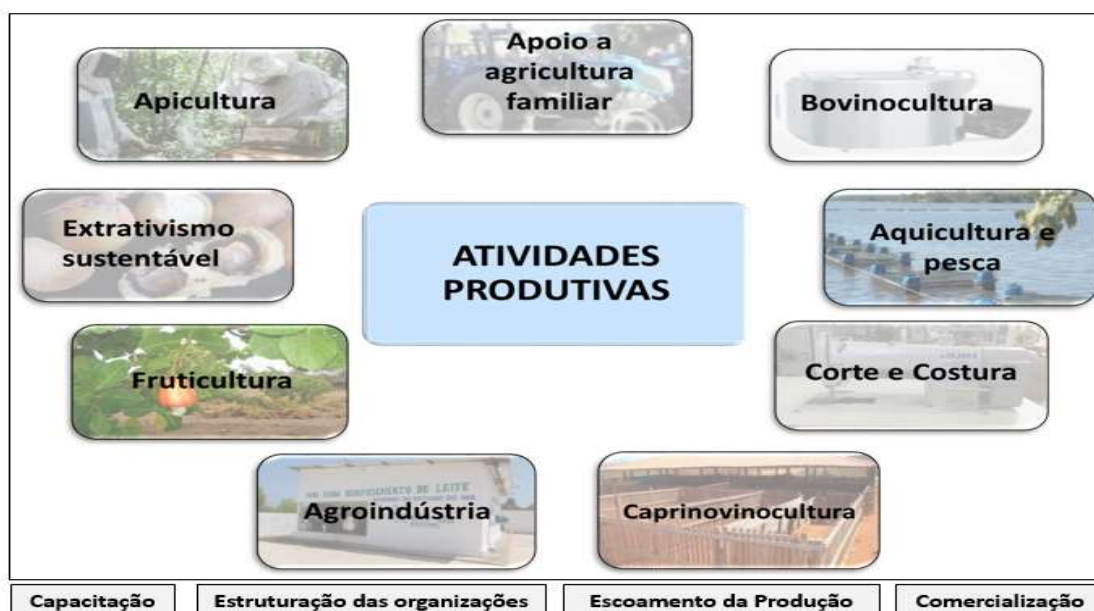 Apoio a
agricultura
familiar
Apicultura
Bovinocultura
Extrativismo
sustentável
ATIVIDADES
PRODUTIVAS
Aquicultura e
pesca
Fruticultura
Corte e Costura
Agroindústria
Caprinovinocultura
Capacitação
Estruturação das organizações
Escoamento da Produção
Comercialização